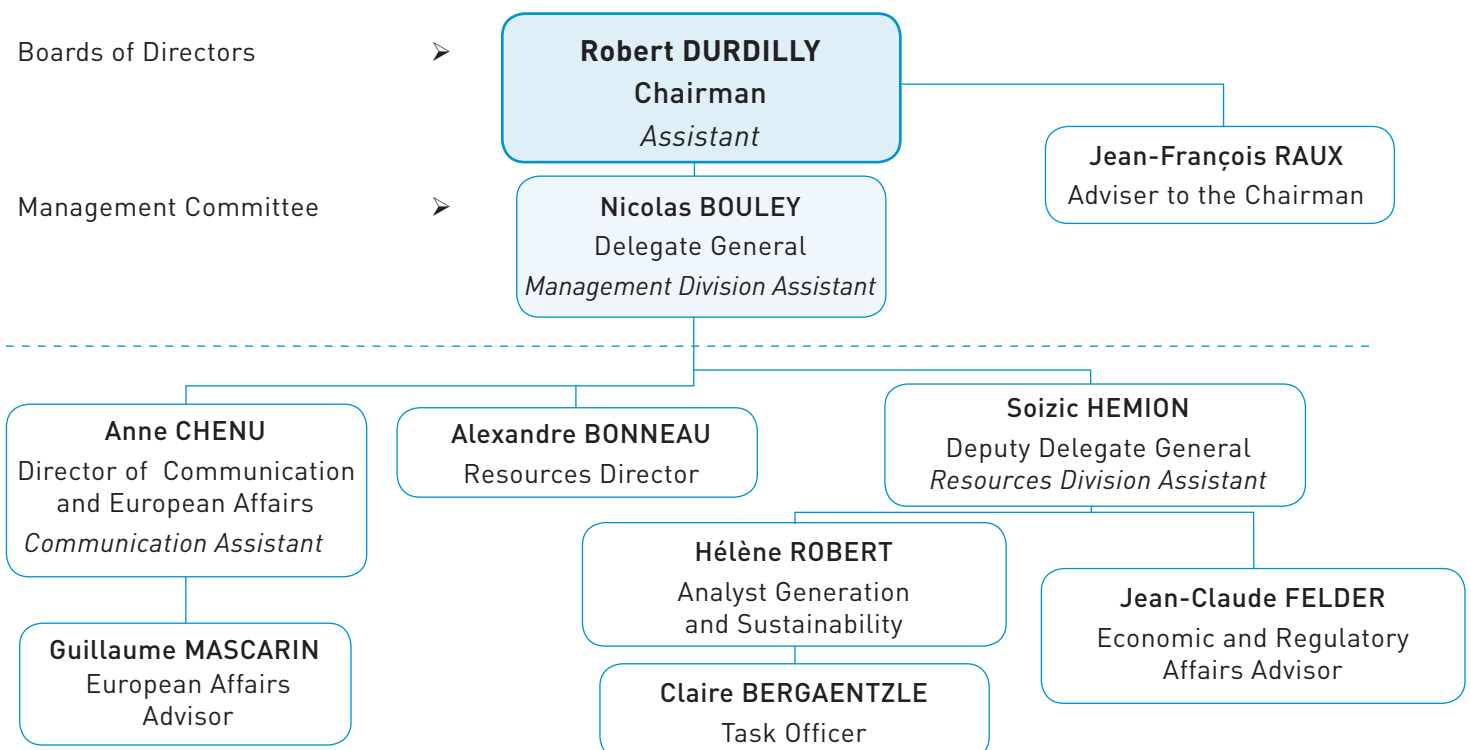 Boards of Directors ➢
Robert DURDILLY
Chairman
Assistant
Jean-François RAUX
Adviser to the Chairman
Management Committee ➢
Nicolas BOULEY
Delegate General
Management Division Assistant
Anne CHENU
Director of Communication
and European Affairs
Communication Assistant
Alexandre BONNEAU
Resources Director
Soizic HEMION
Deputy Delegate General
Resources Division Assistant
Guillaume MASCARIN
European Affairs
Advisor
Hélène ROBERT
Analyst Generation
and Sustainability
Claire BERGAENTZLE
Task Officer
Jean-Claude FELDER
Economic and Regulatory
Affairs Advisor